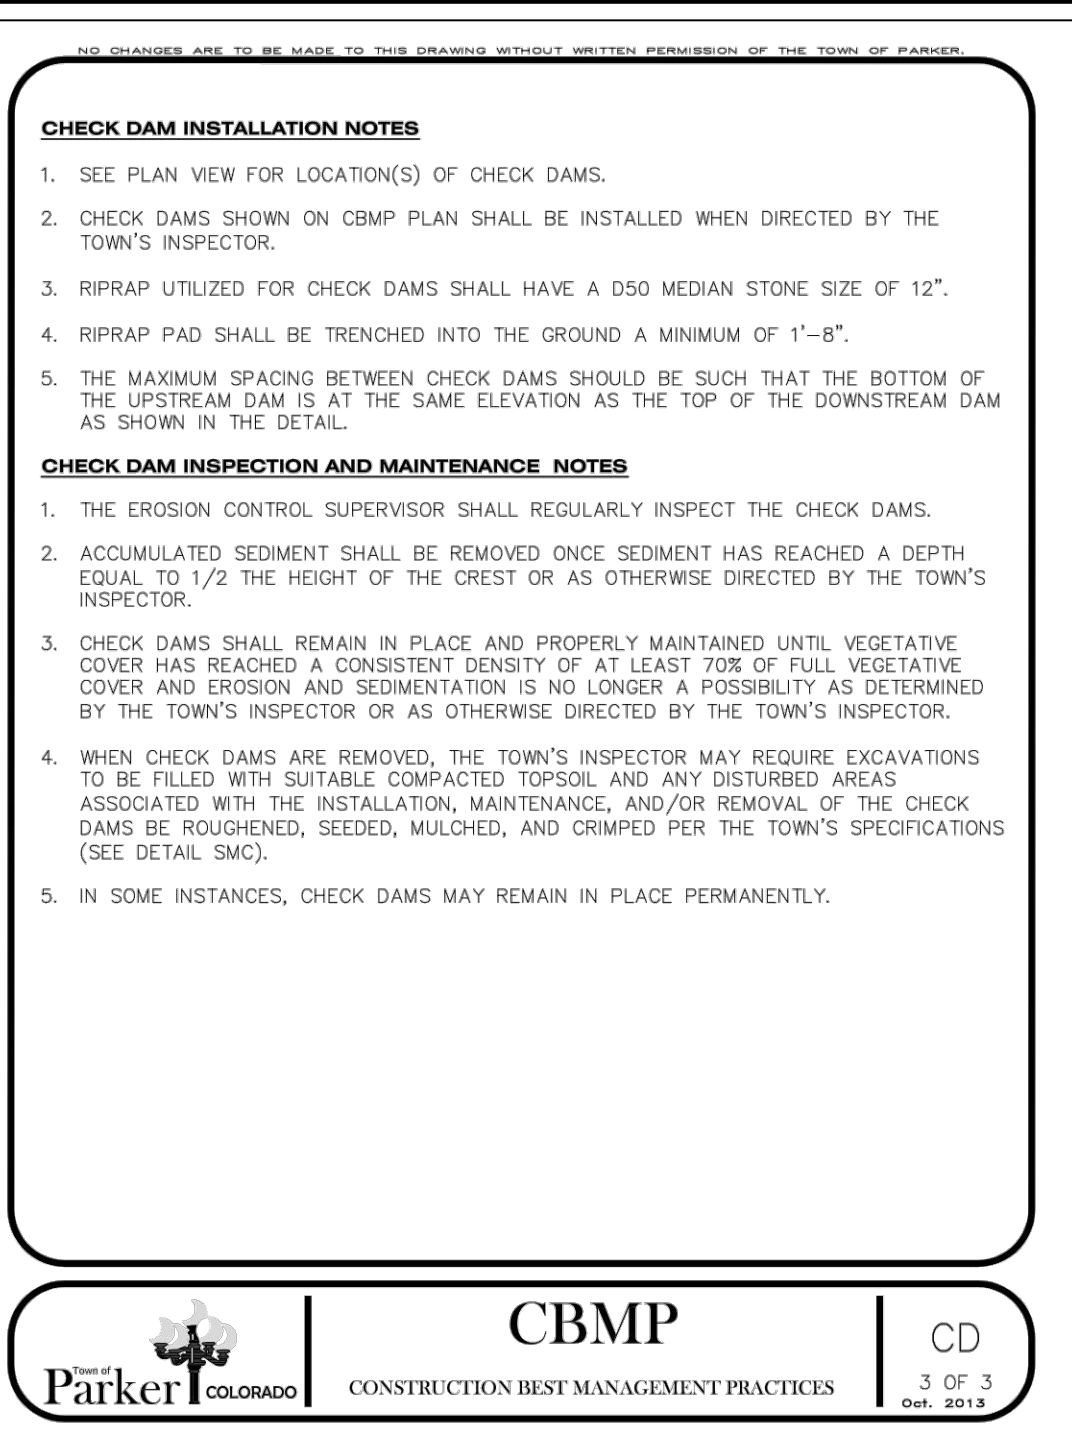 NO CHANGES ARE TO BE MADE TO THIS DRAWING WITHOUT WRITTEN PERMISSION OF THE TOWN OF PARKER.
CHECK DAM INSTALLATION NOTES
1. SEE PLAN VIEW FOR LOCATION(S) OF CHECK DAMS.
2. CHECK DAMS SHOWN ON CBMP PLAN SHALL BE INSTALLED WHEN DIRECTED BY THE
TOWN'S INSPECTOR.
3. RIPRAP UTILIZED FOR CHECK DAMS SHALL HAVE A D50 MEDIAN STONE SIZE OF 12".
4. RIPRAP PAD SHALL BE TRENCHED INTO THE GROUND A MINIMUM OF 1'-8".
5. THE MAXIMUM SPACING BETWEEN CHECK DAMS SHOULD BE SUCH THAT THE BOTTOM OF
THE UPSTREAM DAM IS AT THE SAME ELEVATION AS THE TOP OF THE DOWNSTREAM DAM
AS SHOWN IN THE DETAIL.
CHECK DAM INSPECTION AND MAINTENANCE NOTES
1. THE EROSION CONTROL SUPERVISOR SHALL REGULARLY INSPECT THE CHECK DAMS.
2. ACCUMULATED SEDIMENT SHALL BE REMOVED ONCE SEDIMENT HAS REACHED A DEPTH
EQUAL TO 1/2 THE HEIGHT OF THE CREST OR AS OTHERWISE DIRECTED BY THE TOWN'S
INSPECTOR.
3. CHECK DAMS SHALL REMAIN IN PLACE AND PROPERLY MAINTAINED UNTIL VEGETATIVE
COVER HAS REACHED A CONSISTENT DENSITY OF AT LEAST 70% OF FULL VEGETATIVE
COVER AND EROSION AND SEDIMENTATION IS NO LONGER A POSSIBILITY AS DETERMINED
BY THE TOWN'S INSPECTOR OR AS OTHERWISE DIRECTED BY THE TOWN'S INSPECTOR.
4. WHEN CHECK DAMS ARE REMOVED, THE TOWN'S INSPECTOR MAY REQUIRE EXCAVATIONS
TO BE FILLED WITH SUITABLE COMPACTED TOPSOIL AND ANY DISTURBED AREAS
ASSOCIATED WITH THE INSTALLATION, MAINTENANCE, AND/OR REMOVAL OF THE CHECK
DAMS BE ROUGHENED, SEEDED, MULCHED, AND CRIMPED PER THE TOWN'S SPECIFICATIONS
(SEE DETAIL SMC).
5. IN SOME INSTANCES, CHECK DAMS MAY REMAIN IN PLACE PERMANENTLY.
Town of
Parker COLORADO
CBMP
CONSTRUCTION BEST MANAGEMENT PRACTICES
CD
3 OF 3
Oct. 2013